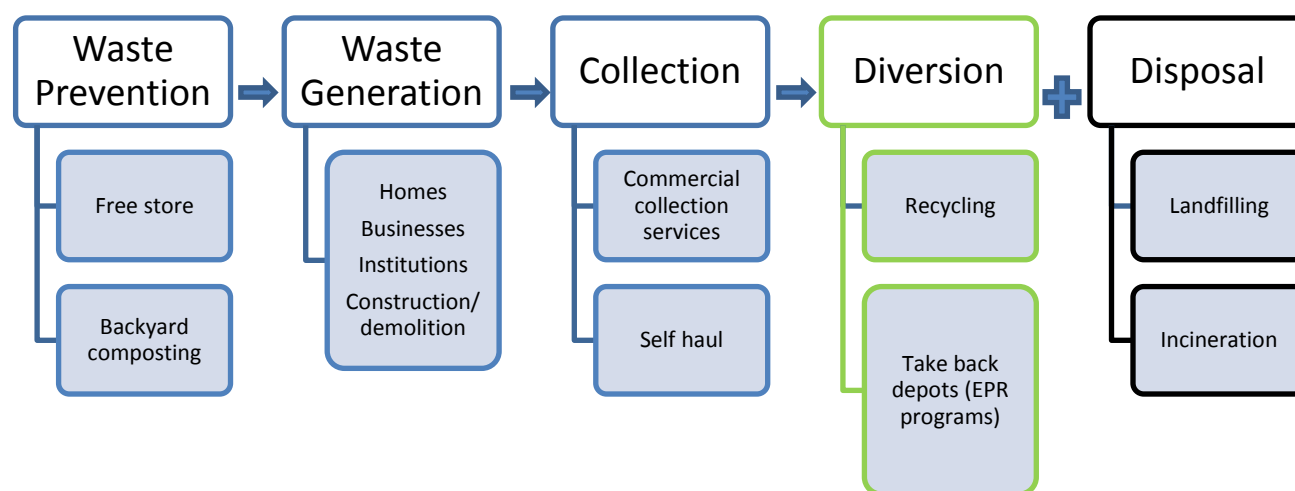 Waste
Prevention
Waste
Generation
Collection
Diversion
Disposal
Free store
Backyard
composting
Homes
Businesses
Institutions
Construction/
demolition
Commercial
collection
services
Self haul
Recycling
Take back
depots (EPR
programs)
Landfilling
Incineration